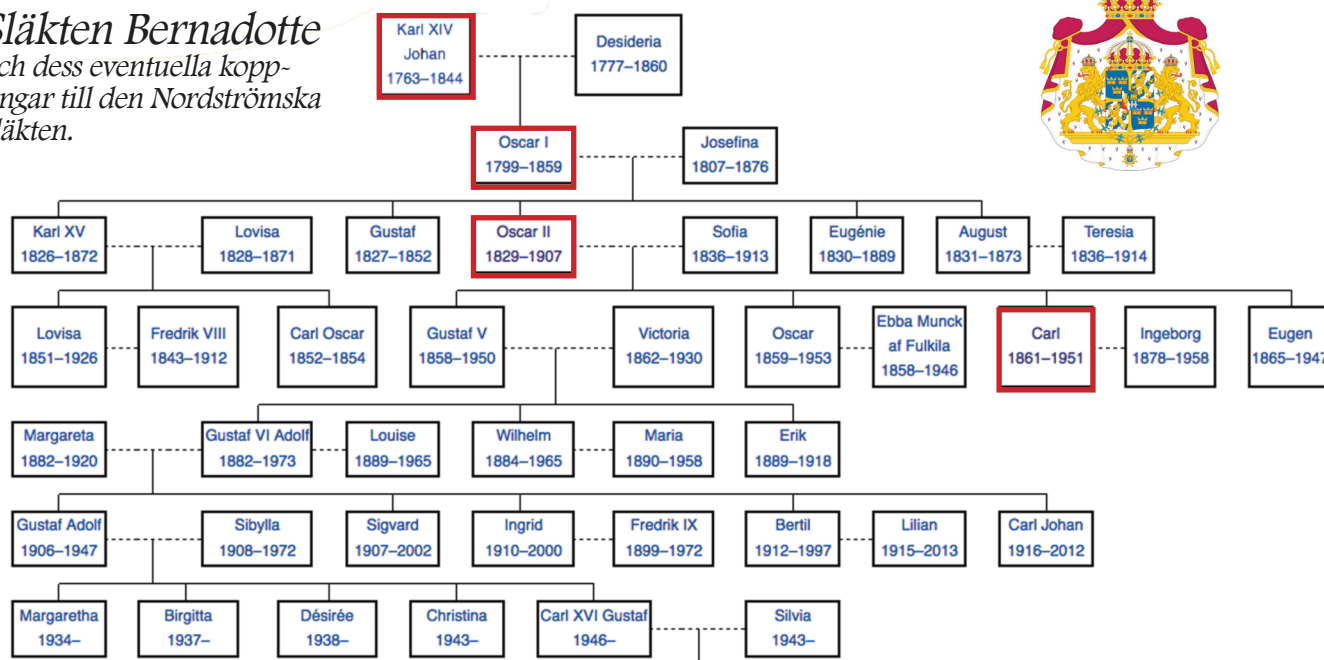 Släkten Bernadotte
ch dess eventuella kopp-
ngar till den Nordströmska
läkten.
Karl XIV
Johan
1763–1844
Desideria
1777–1860
Oscar I
1799–1859
Josefina
1807–1876
Karl XV
1826–1872
Lovisa
1828–1871
Gustaf
1827–1852
Oscar II
1829–1907
Sofia
1836–1913
Eugénie
1830–1889
August
1831–1873
Teresia
1836–1914
Lovisa
1851–1926
Fredrik VIII
1843–1912
Carl Oscar
1852–1854
Gustaf V
1858–1950
Victoria
1862–1930
Oscar
1859–1953
Ebba Munck
af Fulkila
1858–1946
Carl
1861–1951
Ingeborg
1878–1958
Eugen
1865–1947
Margareta
1882–1920
Gustaf VI Adolf
1882–1973
Louise
1889–1965
Wilhelm
1884–1965
Maria
1890–1958
Erik
1889–1918
Gustaf Adolf
1906–1947
Sibylla
1908–1972
Sigvard
1907–2002
Ingrid
1910–2000
Fredrik IX
1899–1972
Bertil
1912–1997
Lilian
1915–2013
Carl Johan
1916–2012
Margaretha
1934–
Birgitta
1937–
Désirée
1938–
Christina
1943–
Carl XVI Gustaf
1946–
Silvia
1943–